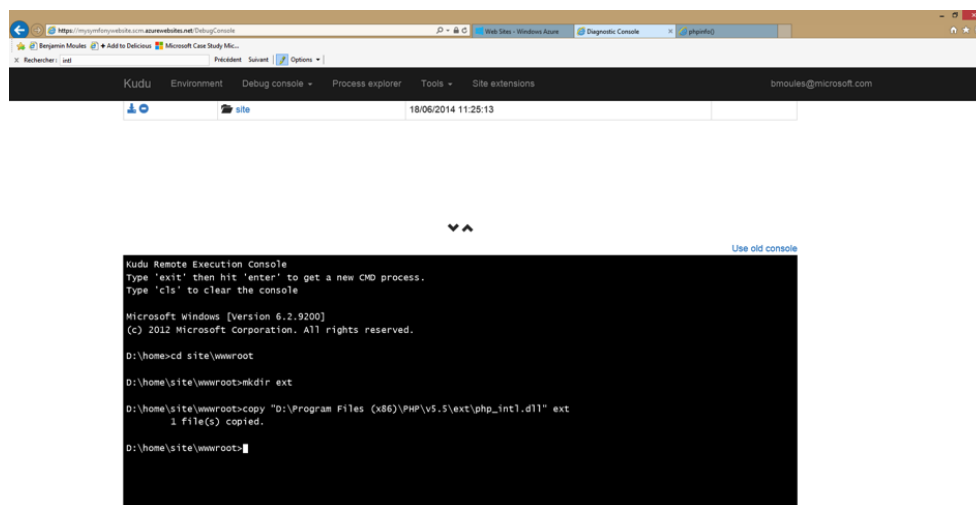 https://mysymfonywebsite.scm.azurewebsites.net/DebugConsole
Web Sites - Windows Azure
Diagnostic Console
phpinfo()
Benjamin Moules
Add to Delicious
Microsoft Case Study Mic...
Rechercher: intl
Précédent Suivant
Options
Kudu Environment Debug console Process explorer Tools Site extensions bmoules@microsoft.com
site 18/06/2014 11:25:13
Use old console
Kudu Remote Execution Console
Type 'exit' then hit 'enter' to get a new CMD process.
Type 'cls' to clear the console
Microsoft Windows [Version 6.2.9200]
(c) 2012 Microsoft Corporation. All rights reserved.
D:\home>cd site\wwwroot
D:\home\site\wwwroot>mkdir ext
D:\home\site\wwwroot>copy "D:\Program Files (x86)\PHP\v5.5\ext\php_intl.dll" ext
1 file(s) copied.
D:\home\site\wwwroot>